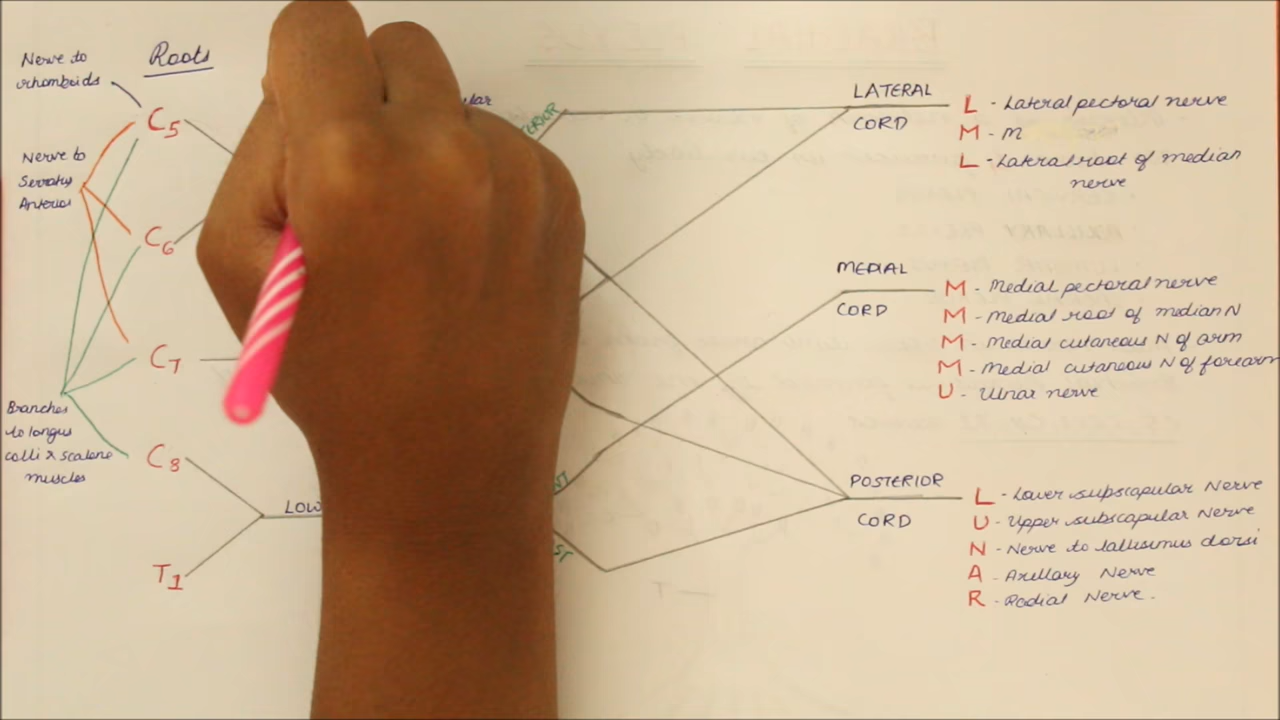 Nerve to
rhomboids
Roots
C5
Nerve to
Serratus
Anterior
C6
C7
Branches
to longus
colli & scalene
muscles
C8
T1
LOW
LATERAL
CORD
L - Lateral pectoral nerve
M - M
L - Lateral root of median
nerve
MEDIAL
CORD
M - Medial pectoral nerve
M - Medial root of median N
M - Medial cutaneous N of arm
M - Medial cutaneous N of forearm
U - Ulnar nerve
POSTERIOR
CORD
L - Lower subscapular Nerve
U - Upper subscapular Nerve
N - Nerve to lattisimus dorsi
A - Axillary Nerve
R - Radial Nerve.